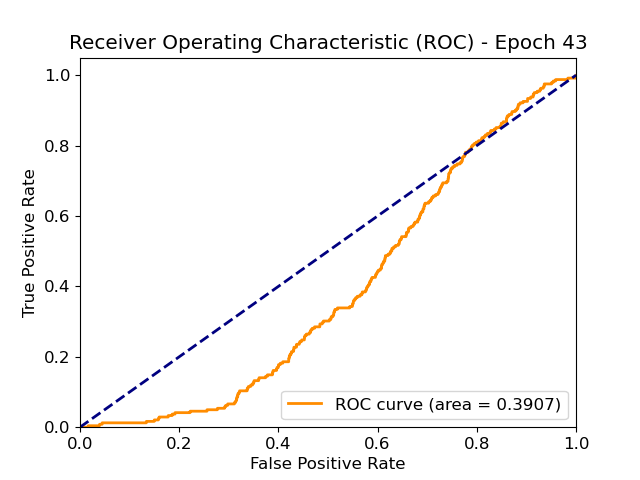 Receiver Operating Characteristic (ROC) - Epoch 43
True Positive Rate
1.0
0.8
0.6
0.4
0.2
0.0
ROC curve (area = 0.3907)
0.0 0.2 0.4 0.6 0.8 1.0
False Positive Rate